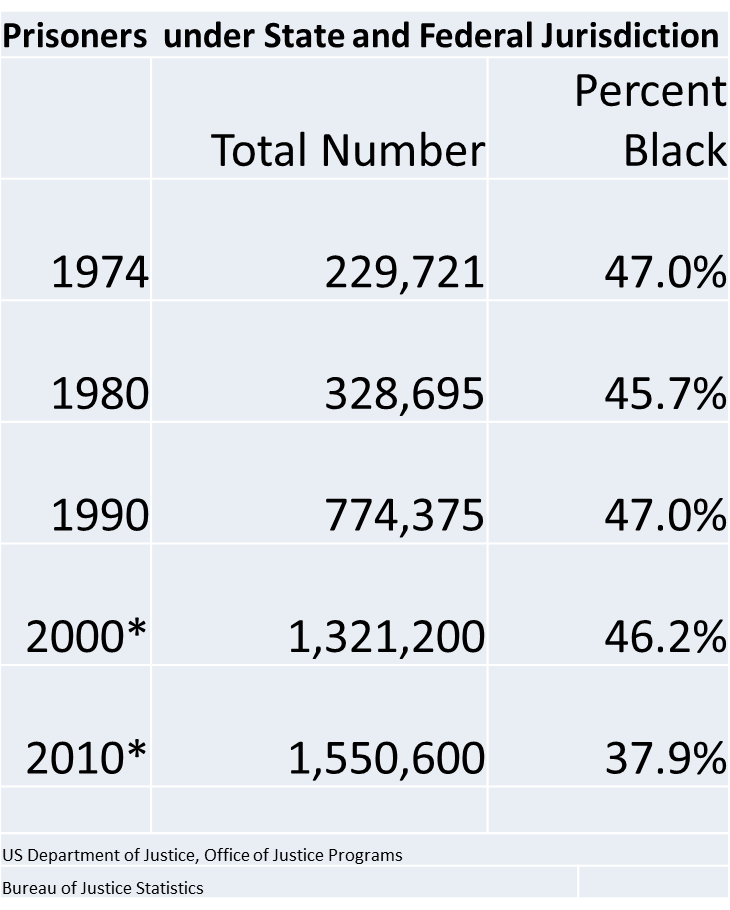 Prisoners under State and Federal Jurisdiction
Percent
Total Number Black
1974 229,721 47.0%
1980 328,695 45.7%
1990 774,375 47.0%
2000* 1,321,200 46.2%
2010* 1,550,600 37.9%
US Department of Justice, Office of Justice Programs
Bureau of Justice Statistics